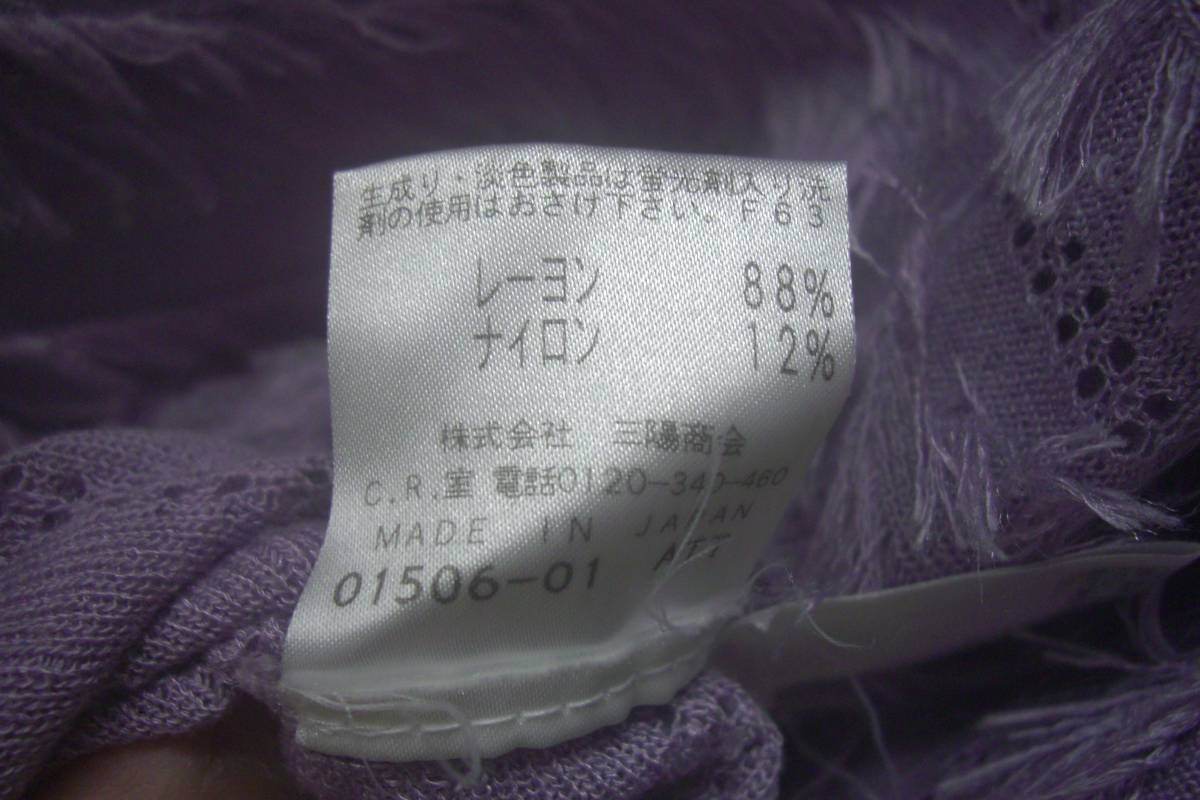 生成り・淡色製品は蛍光剤入り洗
剤の使用はおさけ下さい。F63
レーヨン 88%
ナイロン 12%
株式会社 三陽商会
C.R.室 電話0120-340-460
MADE IN JAPAN
01506-01 ATT